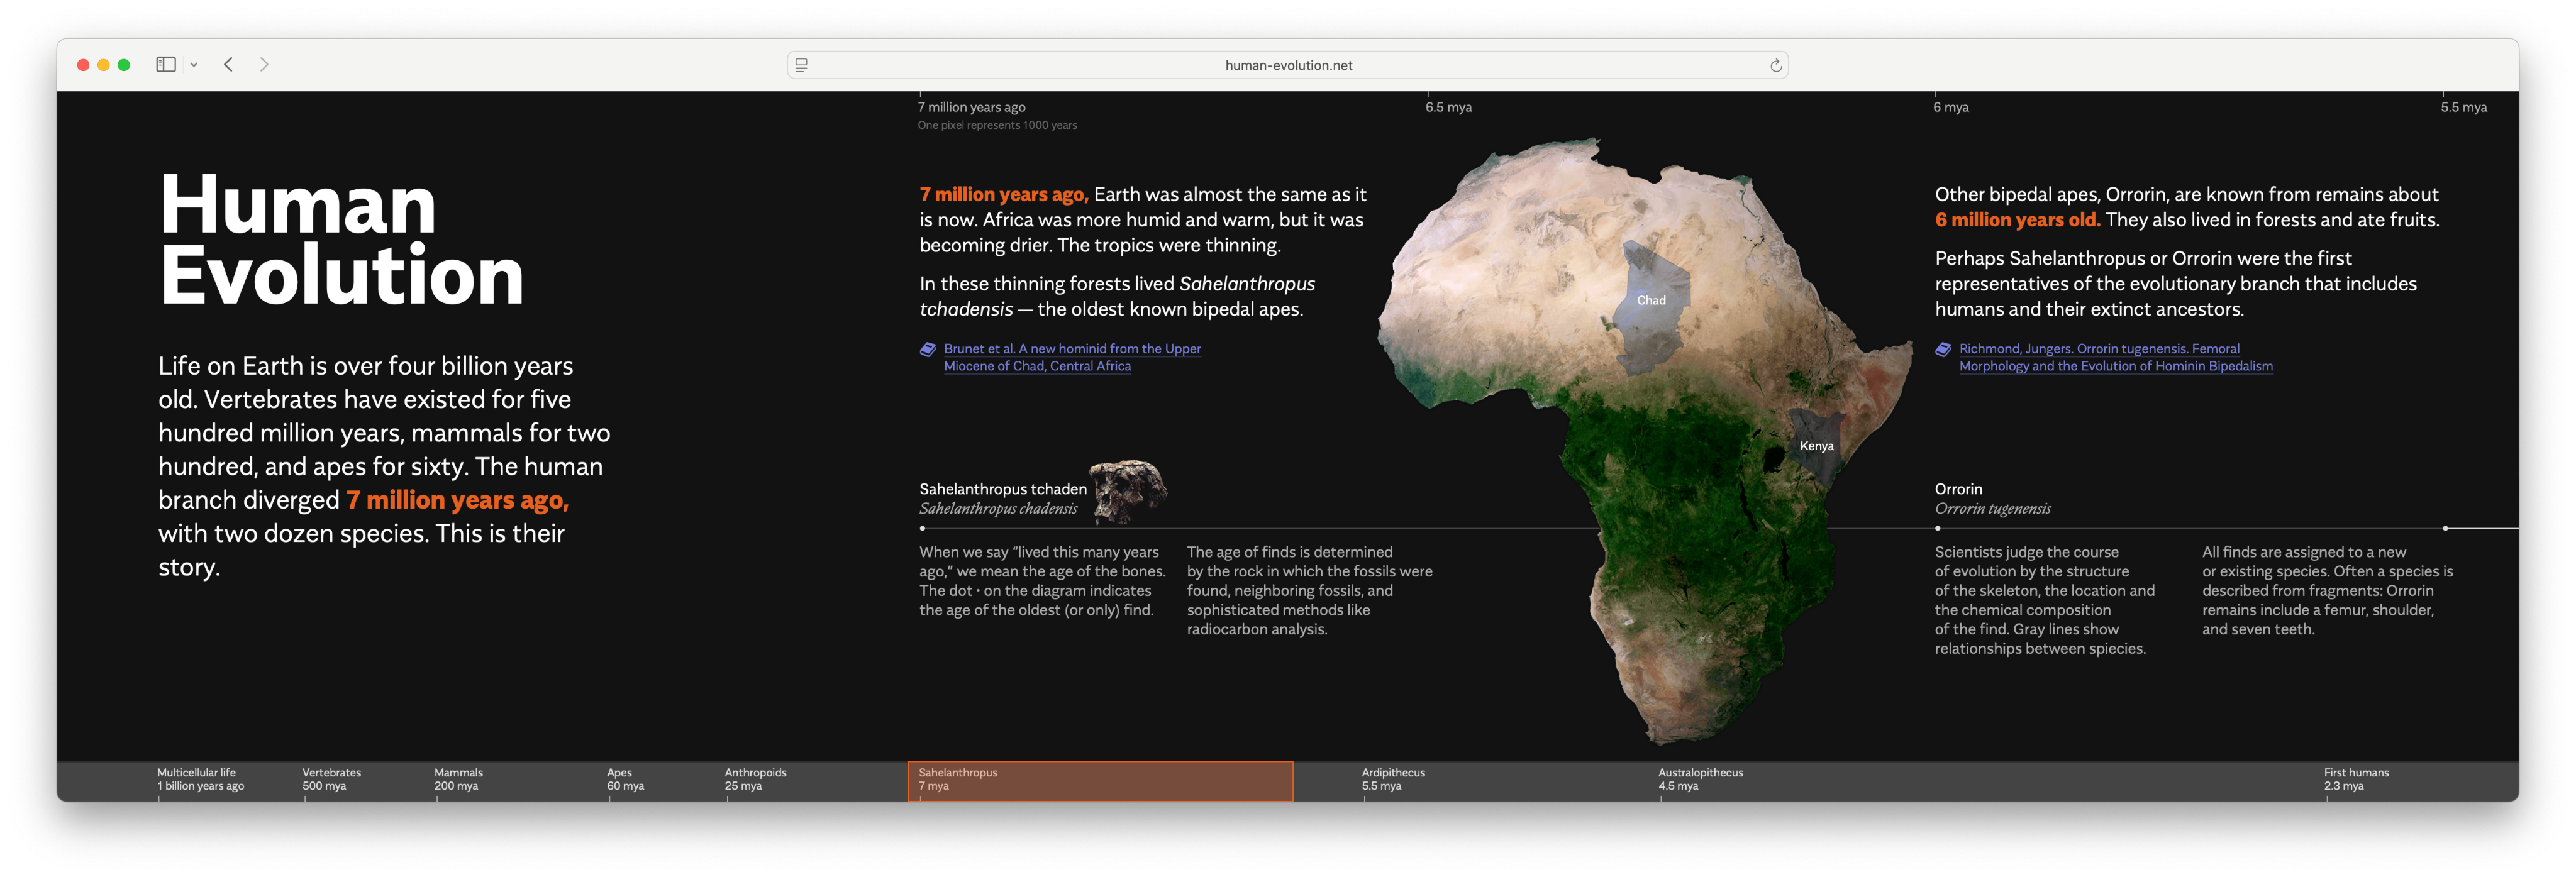 human-evolution.net
7 million years ago
One pixel represents 1000 years
6.5 mya
6 mya
5.5 mya
Human
Evolution
Life on Earth is over four billion years
old. Vertebrates have existed for five
hundred million years, mammals for two
hundred, and apes for sixty. The human
branch diverged 7 million years ago,
with two dozen species. This is their
story.
7 million years ago, Earth was almost the same as it
is now. Africa was more humid and warm, but it was
becoming drier. The tropics were thinning.
In these thinning forests lived Sahelanthropus
tchadensis — the oldest known bipedal apes.
Brunet et al. A new hominid from the Upper
Miocene of Chad, Central Africa
Sahelanthropus tchaden
Sahelanthropus chadensis
When we say “lived this many years
ago,” we mean the age of the bones.
The dot · on the diagram indicates
the age of the oldest (or only) find.
The age of finds is determined
by the rock in which the fossils were
found, neighboring fossils, and
sophisticated methods like
radiocarbon analysis.
Chad
Kenya
Other bipedal apes, Orrorin, are known from remains about
6 million years old. They also lived in forests and ate fruits.
Perhaps Sahelanthropus or Orrorin were the first
representatives of the evolutionary branch that includes
humans and their extinct ancestors.
Richmond, Jungers. Orrorin tugenensis. Femoral
Morphology and the Evolution of Hominin Bipedalism
Orrorin
Orrorin tugenensis
Scientists judge the course
of evolution by the structure
of the skeleton, the location and
the chemical composition
of the find. Gray lines show
relationships between spiecies.
All finds are assigned to a new
or existing species. Often a species is
described from fragments: Orrorin
remains include a femur, shoulder,
and seven teeth.
Multicellular life
1 billion years ago
Vertebrates
500 mya
Mammals
200 mya
Apes
60 mya
Anthropoids
25 mya
Sahelanthropus
7 mya
Ardipithecus
5.5 mya
Australopithecus
4.5 mya
First humans
2.3 mya